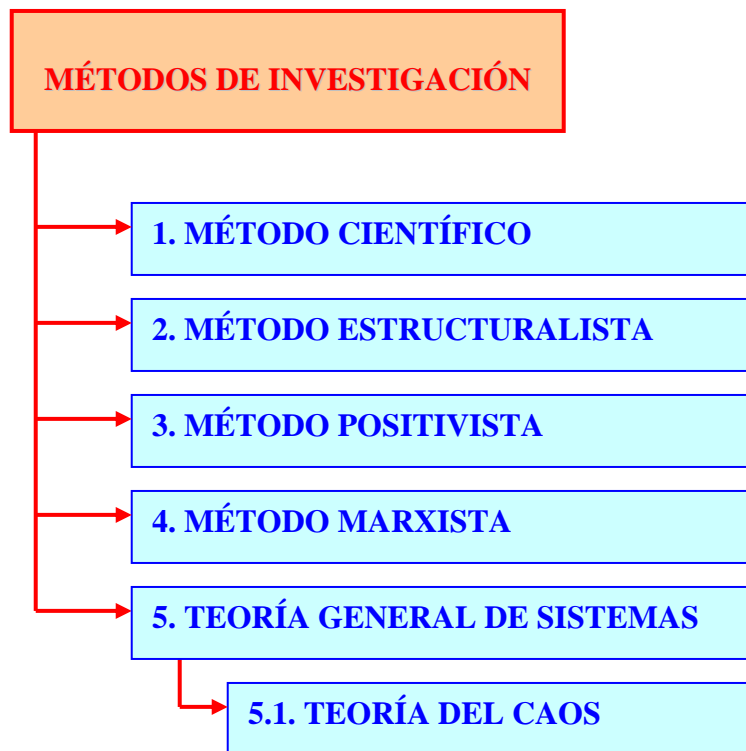 MÉTODOS DE INVESTIGACIÓN
1. MÉTODO CIENTÍFICO
2. MÉTODO ESTRUCTURALISTA
3. MÉTODO POSITIVISTA
4. MÉTODO MARXISTA
5. TEORÍA GENERAL DE SISTEMAS
5.1. TEORÍA DEL CAOS